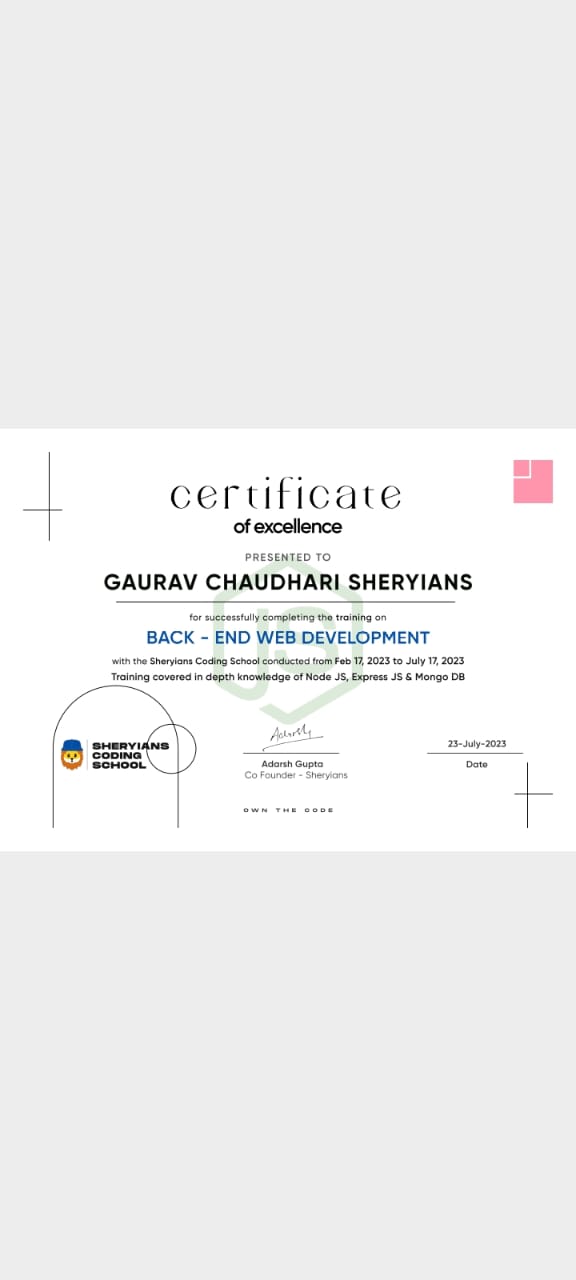 certificate
of excellence
PRESENTED TO
GAURAV CHAUDHARI SHERYIANS
for successfully completing the training on
BACK - END WEB DEVELOPMENT
with the Sheryians Coding School conducted from Feb 17, 2023 to July 17, 2023
Training covered in depth knowledge of Node JS, Express JS & Mongo DB
JS
SHERYIANS
CODING
SCHOOL
Adarsh
Adarsh Gupta
Co Founder - Sheryians
23-July-2023
Date
OWN THE CODE